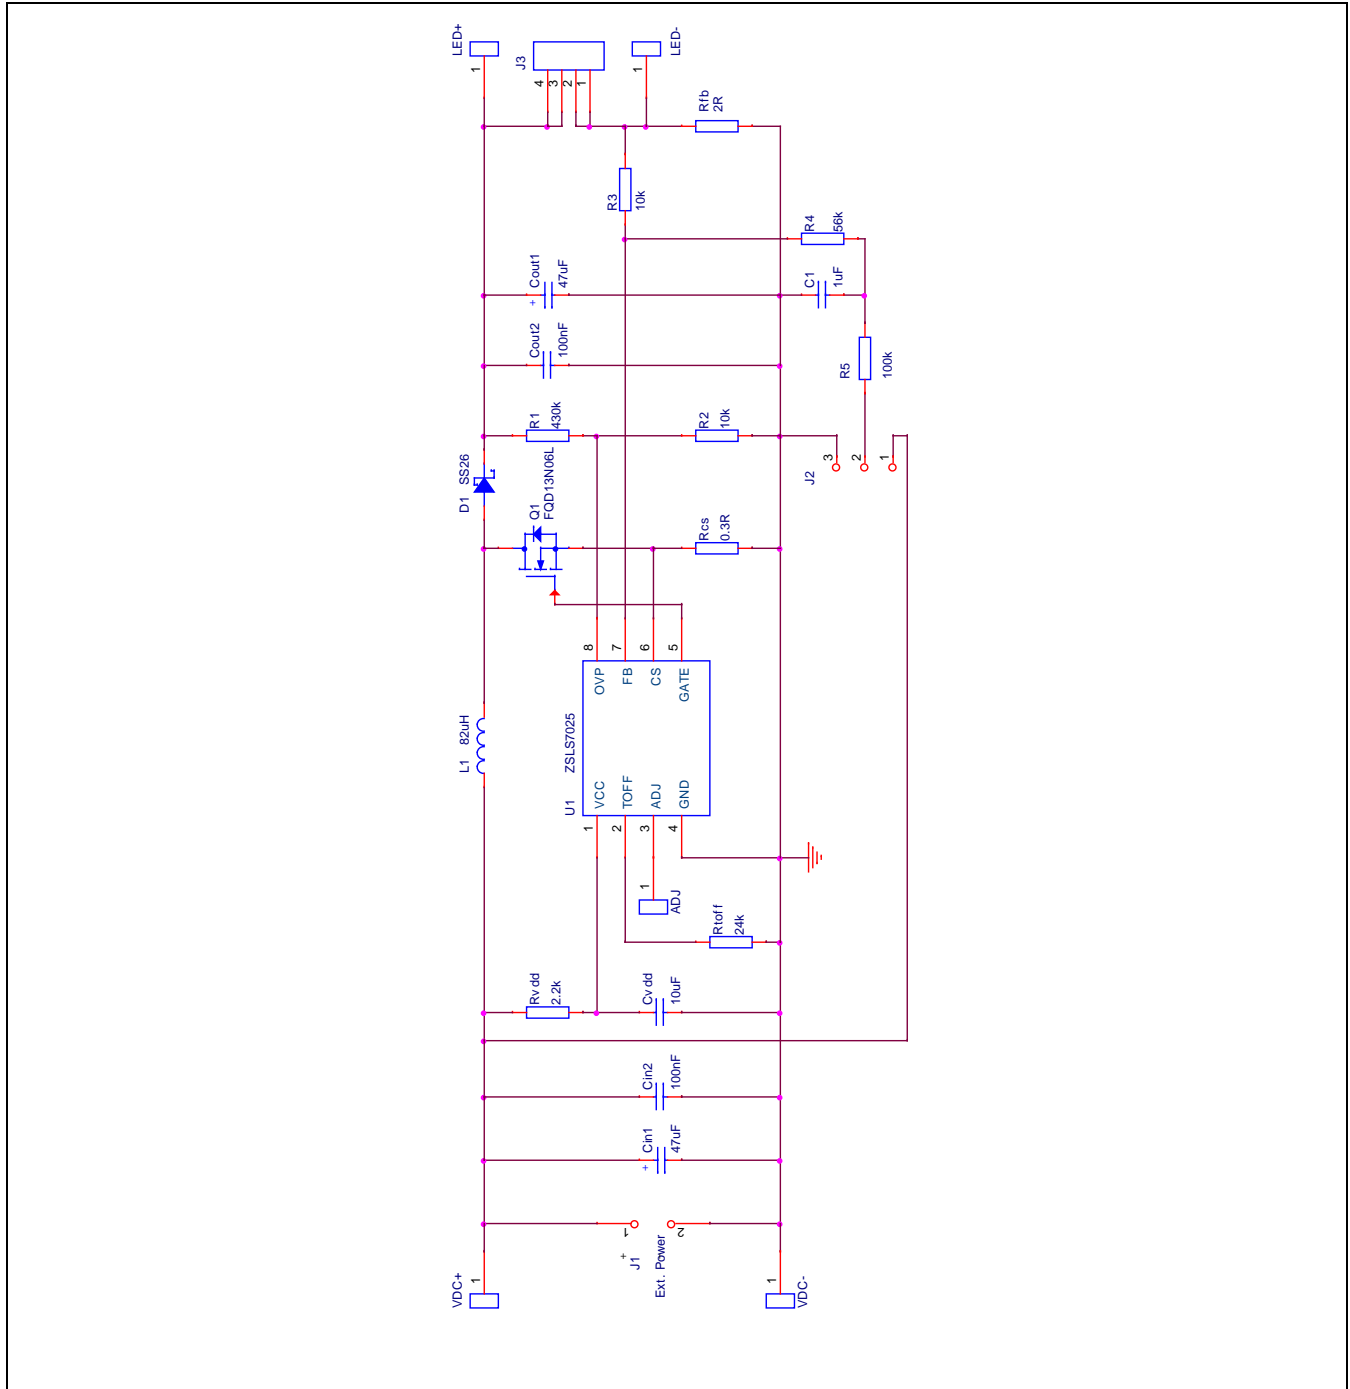 LED+
1
J3
4
3
2
1
LED-
1
Rfb
2R
R3
10k
R4
56k
Cout1
47uF
+
C1
1uF
Cout2
100nF
R5
100k
R1
430k
R2
10k
D1 SS26
J2
3
2
1
Q1
FQD13N06L
Rcs
0.3R
8
7
6
5
OVP
FB
CS
GATE
L1 82uH
U1
ZSLS7025
VCC
TOFF
ADJ
GND
1
2
3
4
1
ADJ
Rtoff
24k
Rvdd
2.2k
Cvdd
10uF
Cin2
100nF
Cin1
47uF
+
1
2
+
J1
Ext. Power
VDC+
1
VDC-
1